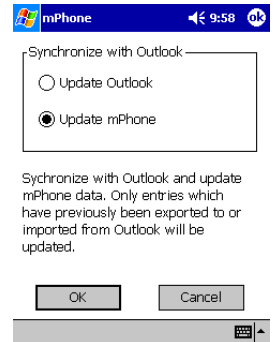 mPhone 9:58 ok
Synchronize with Outlook
Update Outlook
Update mPhone
Sychronize with Outlook and update
mPhone data. Only entries which
have previously been exported to or
imported from Outlook will be
updated.
OK Cancel